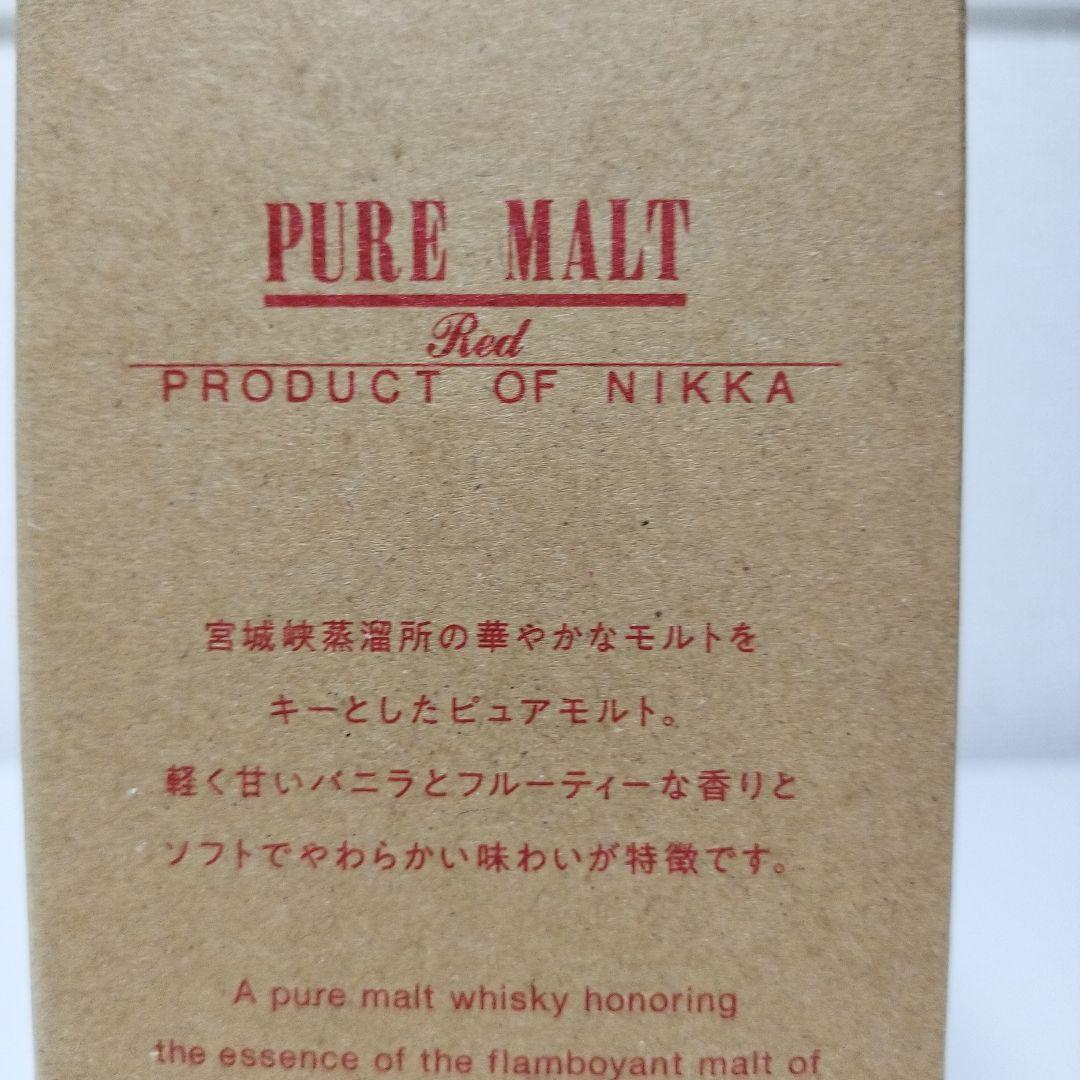 PURE MALT
Red
PRODUCT OF NIKKA
宮城峡蒸溜所の華やかなモルトを
キーとしたピュアモルト。
軽く甘いバニラとフルーティーな香りと
ソフトでやわらかい味わいが特徴です。
A pure malt whisky honoring
the essence of the flamboyant malt of